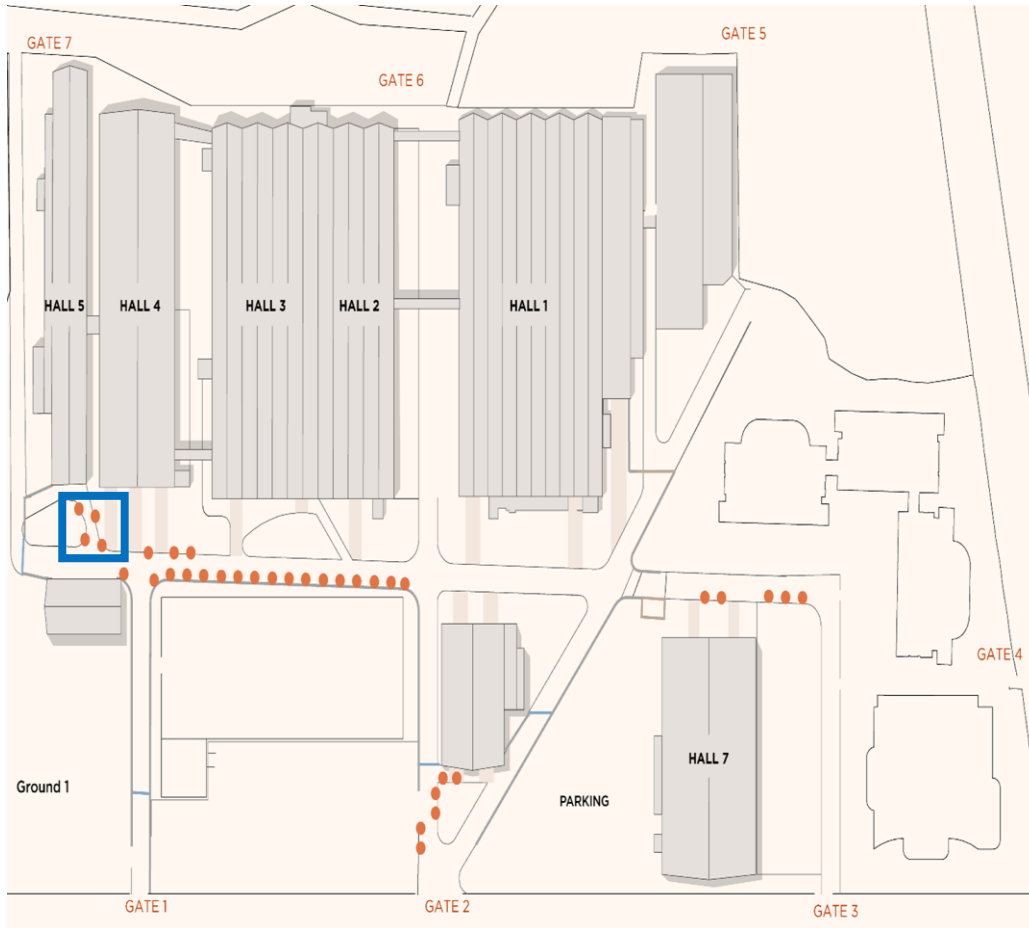 GATE 7
GATE 5
GATE 6
HALL 5
HALL 4
HALL 3
HALL 2
HALL 1
GATE 4
HALL 7
Ground 1
PARKING
GATE 1
GATE 2
GATE 3